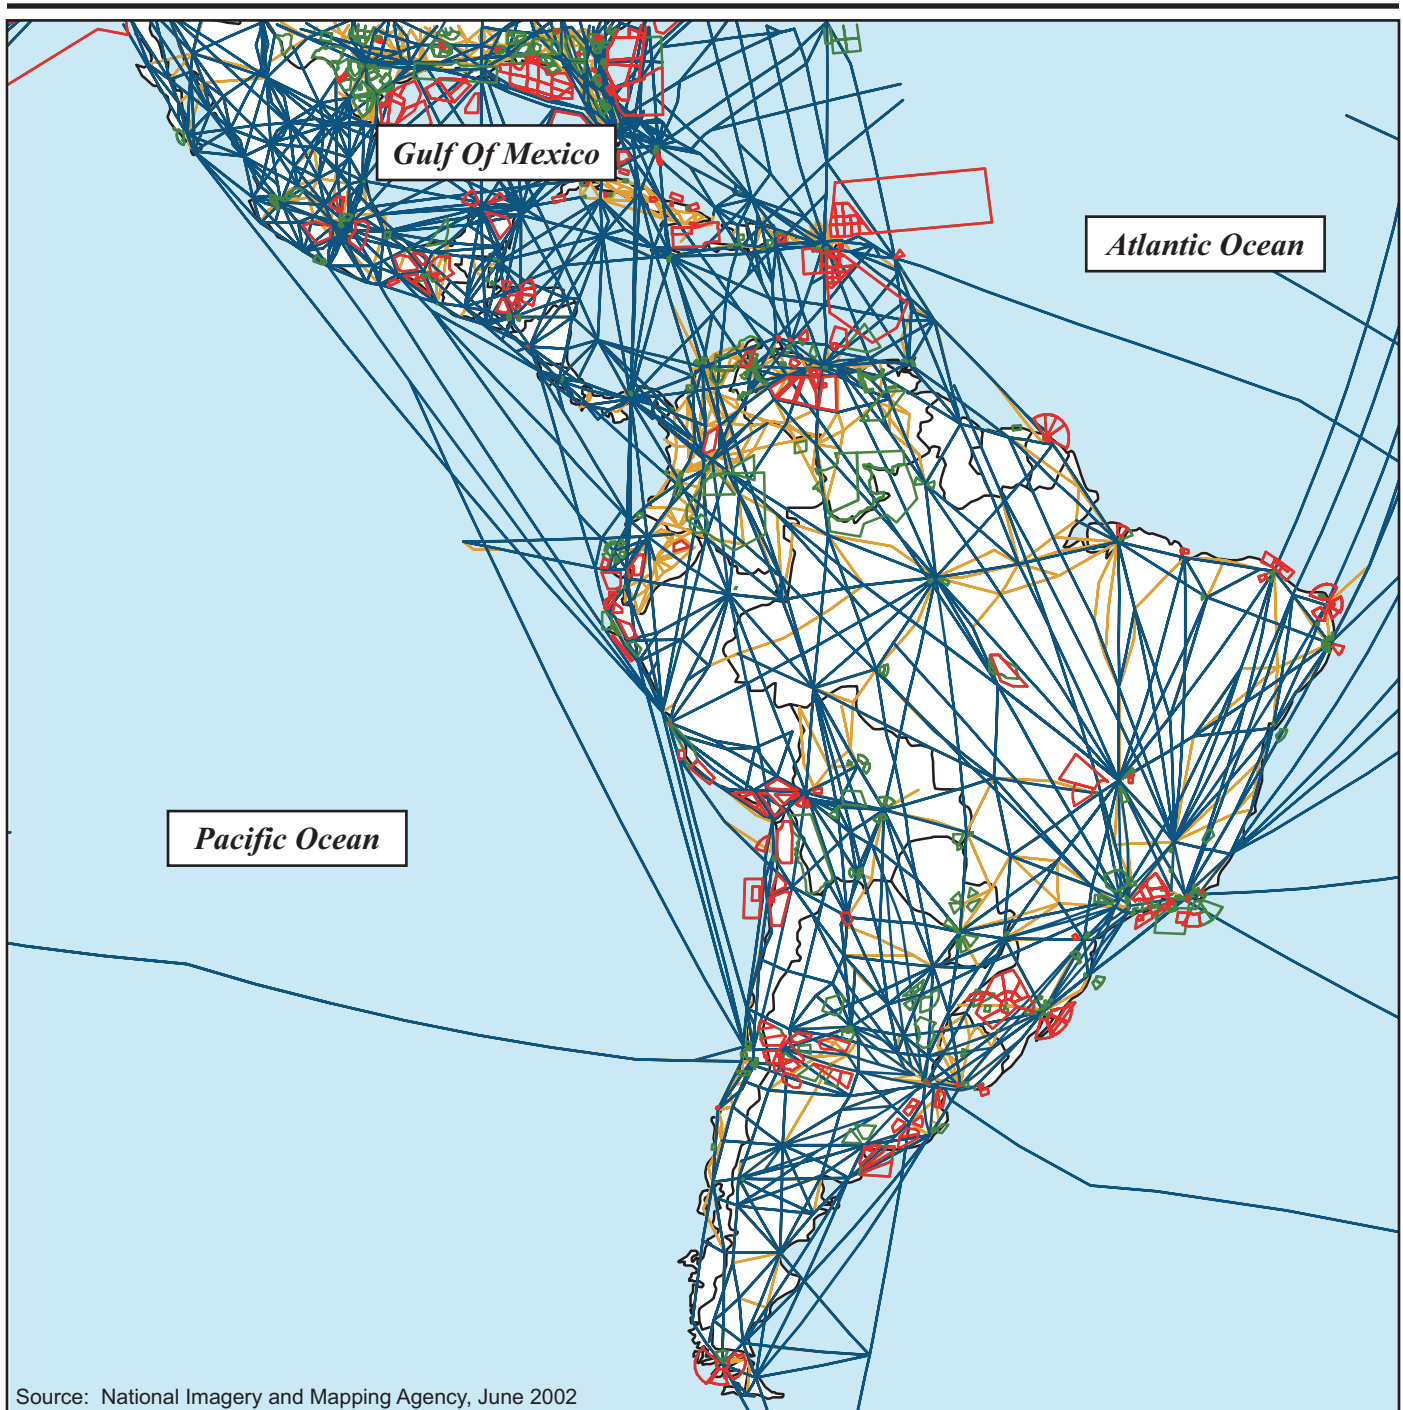 Gulf Of Mexico
Atlantic Ocean
Pacific Ocean
Source:  National Imagery and Mapping Agency, June 2002